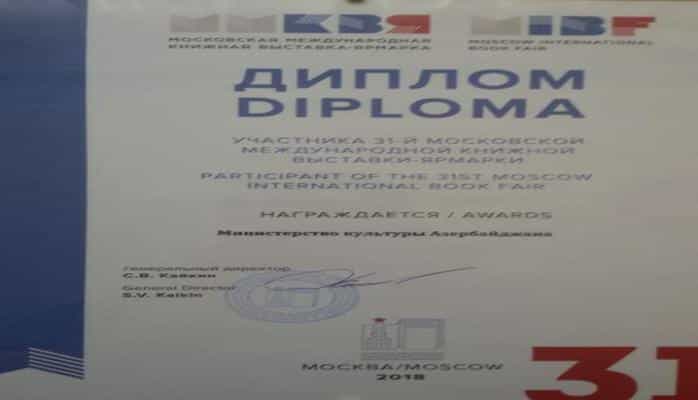 ММКВЯ
МОСКОВСКАЯ МЕЖДУНАРОДНАЯ
КНИЖНАЯ ВЫСТАВКА-ЯРМАРКА
MIBF
MOSCOW INTERNATIONAL
BOOK FAIR
ДИПЛОМ
DIPLOMA
УЧАСТНИКА 31-Й МОСКОВСКОЙ
МЕЖДУНАРОДНОЙ КНИЖНОЙ
ВЫСТАВКИ-ЯРМАРКИ
PARTICIPANT OF THE 31ST MOSCOW
INTERNATIONAL BOOK FAIR
НАГРАЖДАЕТСЯ / AWARDS
Министерство культуры Азербайджана
Генеральный директор
С.В. Кайкин
General Director
S.V. Kaikin
МОСКВА/MOSCOW
2018
31